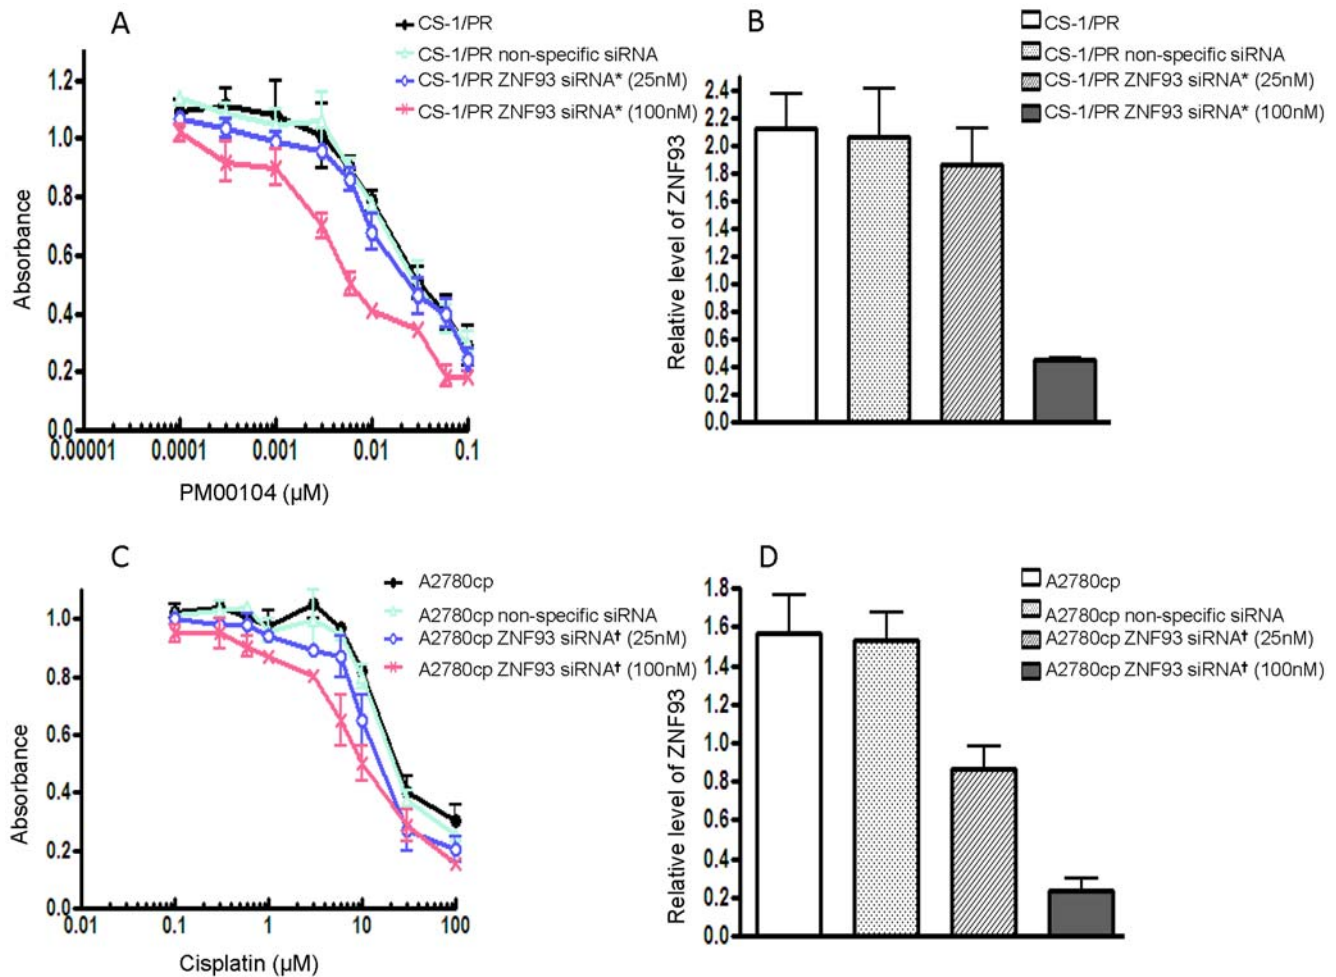 A
CS-1/PR
CS-1/PR non-specific siRNA
CS-1/PR ZNF93 siRNA* (25nM)
CS-1/PR ZNF93 siRNA* (100nM)
Absorbance
1.2
1.0
0.8
0.6
0.4
0.2
0.0
0.00001 0.0001 0.001 0.01 0.1
PM00104 (µM)
B
CS-1/PR
CS-1/PR non-specific siRNA
CS-1/PR ZNF93 siRNA* (25nM)
CS-1/PR ZNF93 siRNA* (100nM)
Relative level of ZNF93
2.4
2.2
2.0
1.8
1.6
1.4
1.2
1.0
0.8
0.6
0.4
0.2
0.0
C
A2780cp
A2780cp non-specific siRNA
A2780cp ZNF93 siRNA† (25nM)
A2780cp ZNF93 siRNA† (100nM)
Absorbance
1.0
0.8
0.6
0.4
0.2
0.0
0.01 0.1 1 10 100
Cisplatin (µM)
D
A2780cp
A2780cp non-specific siRNA
A2780cp ZNF93 siRNA† (25nM)
A2780cp ZNF93 siRNA† (100nM)
Relative level of ZNF93
1.8
1.6
1.4
1.2
1.0
0.8
0.6
0.4
0.2
0.0